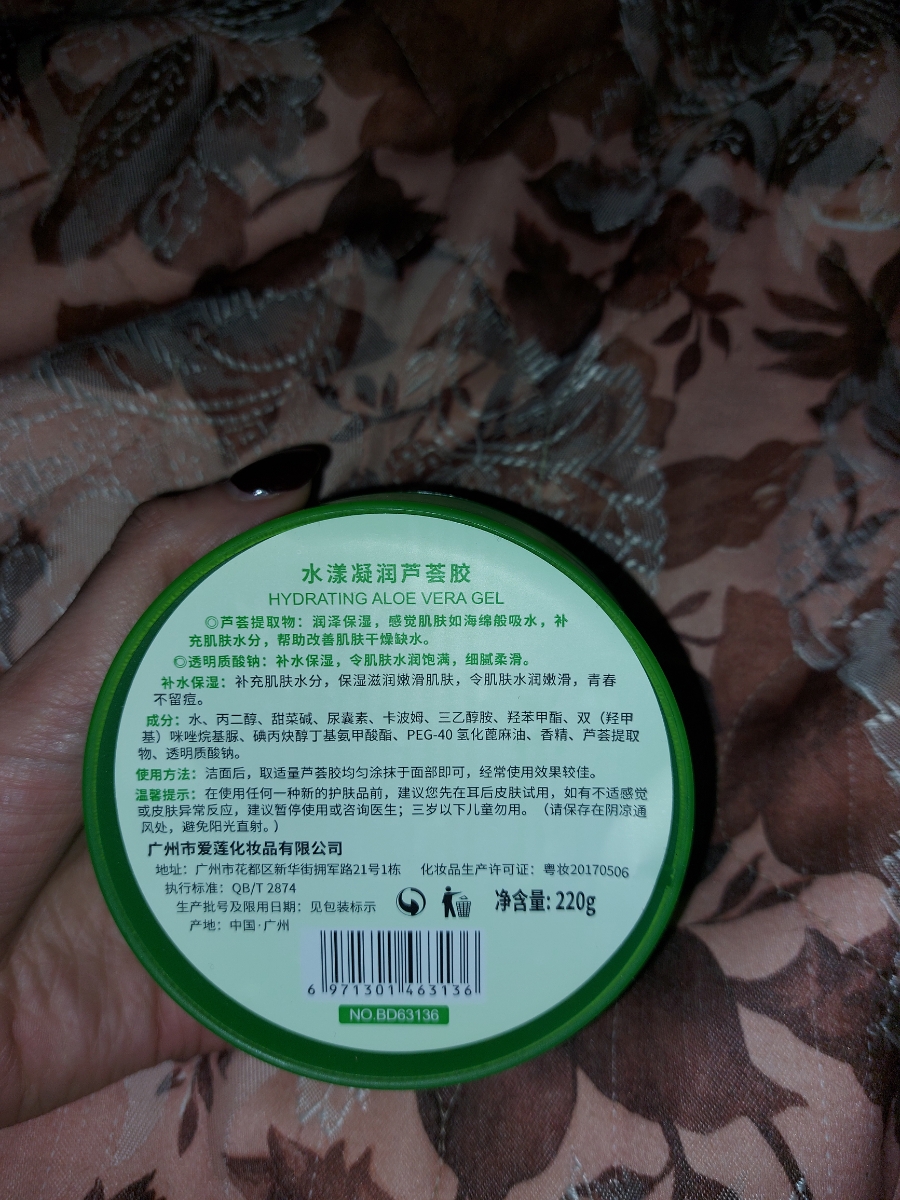 水漾凝润芦荟胶
HYDRATING ALOE VERA GEL
◎芦荟提取物：润泽保湿，感觉肌肤如海绵般吸水，补
充肌肤水分，帮助改善肌肤干燥缺水。
◎透明质酸钠：补水保湿，令肌肤水润饱满，细腻柔滑。
补水保湿：补充肌肤水分，保湿滋润嫩滑肌肤，令肌肤水润嫩滑，青春
不留痘。
成分：水、丙二醇、甜菜碱、尿囊素、卡波姆、三乙醇胺、羟苯甲酯、双（羟甲
基）咪唑烷基脲、碘丙炔醇丁基氨甲酸酯、PEG-40 氢化蓖麻油、香精、芦荟提取
物、透明质酸钠。
使用方法：洁面后，取适量芦荟胶均匀涂抹于面部即可，经常使用效果较佳。
温馨提示：在使用任何一种新的护肤品前，建议您先在耳后皮肤试用，如有不适感觉
或皮肤异常反应，建议暂停使用或咨询医生；三岁以下儿童勿用。（请保存在阴凉通
风处，避免阳光直射。）
广州市爱莲化妆品有限公司
地址：广州市花都区新华街拥军路21号1栋 化妆品生产许可证：粤妆20170506
执行标准：QB/T 2874
生产批号及限用日期：见包装标示 净含量: 220g
产地：中国·广州
6 971301 463136
NO.BD63136